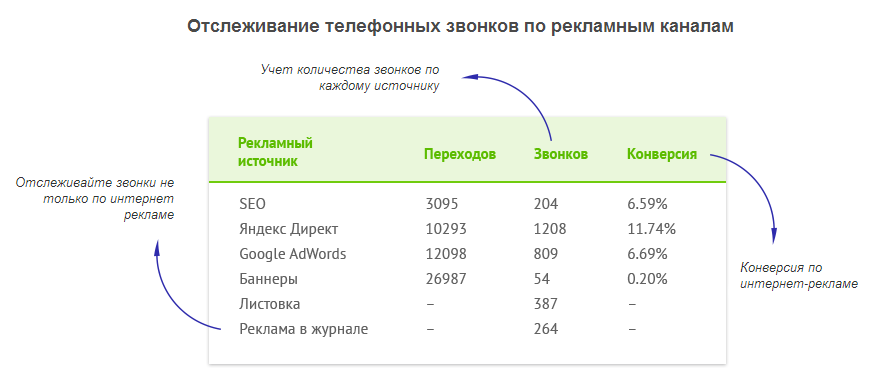 Отслеживание телефонных звонков по рекламным каналам
Учет количества звонков по
каждому источнику
Рекламный
источник
Переходов
Звонков
Конверсия
Отслеживайте звонки не
только по интернет
рекламе
SEO 3095 204 6.59%
Яндекс Директ 10293 1208 11.74%
Google AdWords 12098 809 6.69%
Баннеры 26987 54 0.20%
Листовка – 387 –
Реклама в журнале – 264 –
Конверсия по
интернет-рекламе